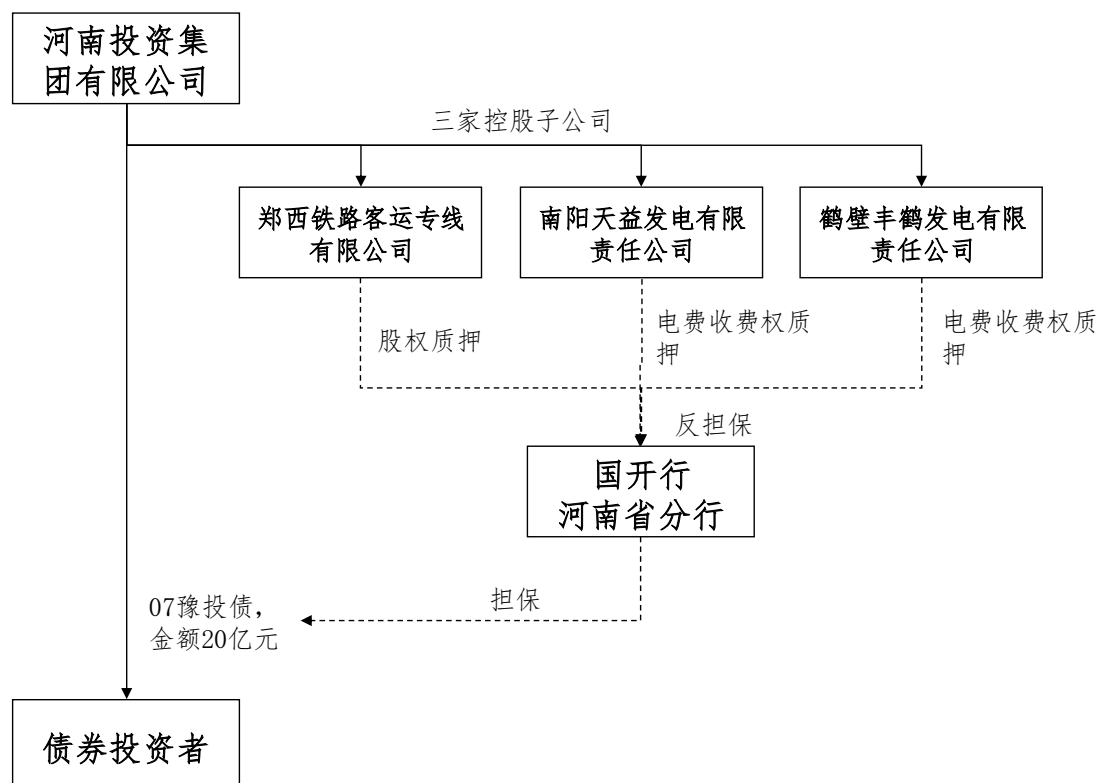 河南投资集
团有限公司
三家控股子公司
郑西铁路客运专线
有限公司
南阳天益发电有限
责任公司
鹤壁丰鹤发电有限
责任公司
股权质押
电费收费权质
押
电费收费权质
押
反担保
国开行
河南省分行
担保
07豫投债，
金额20亿元
债券投资者